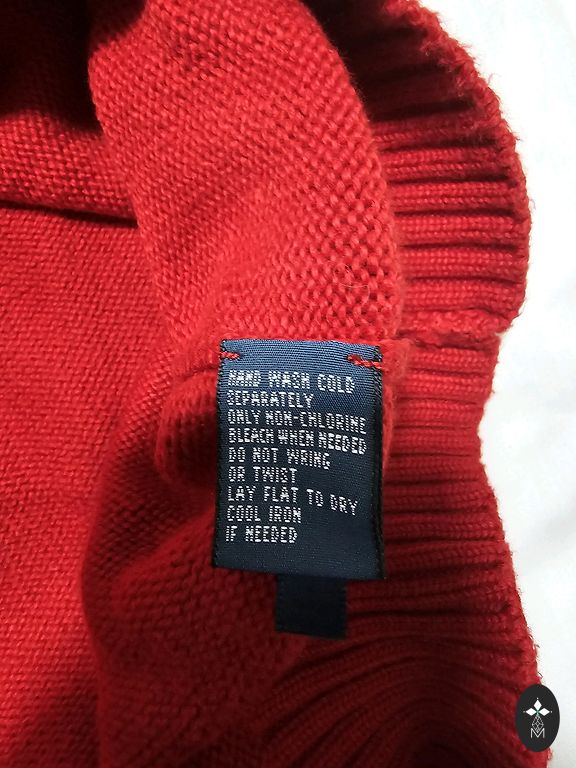 HAND WASH COLD
SEPARATELY
ONLY NON-CHLORINE
BLEACH WHEN NEEDED
DO NOT WRING
OR TWIST
LAY FLAT TO DRY
COOL IRON
IF NEEDED
M